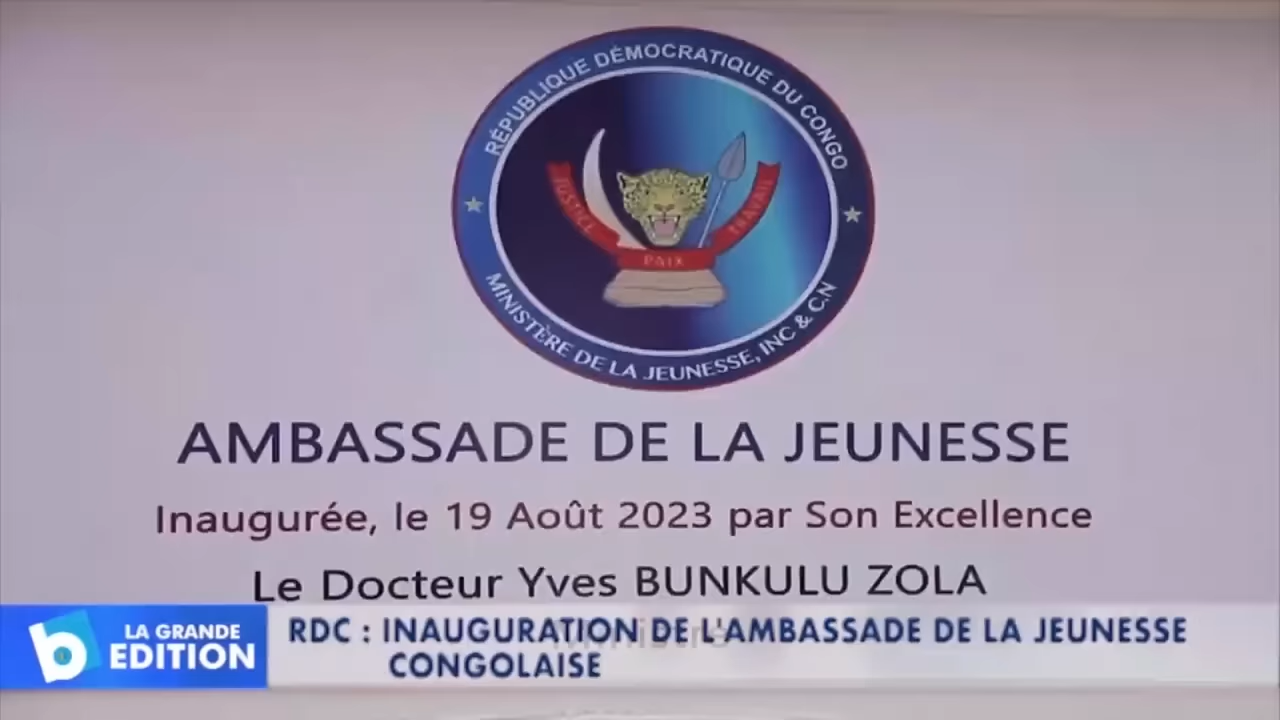 RÉPUBLIQUE DÉMOCRATIQUE DU CONGO
JUSTICE
PAIX
TRAVAIL
MINISTÈRE DE LA JEUNESSE, INC & C.N
AMBASSADE DE LA JEUNESSE
Inaugurée, le 19 Août 2023 par Son Excellence
Le Docteur Yves BUNKULU ZOLA
LA GRANDE
EDITION
RDC : INAUGURATION DE L'AMBASSADE DE LA JEUNESSE
CONGOLAISE